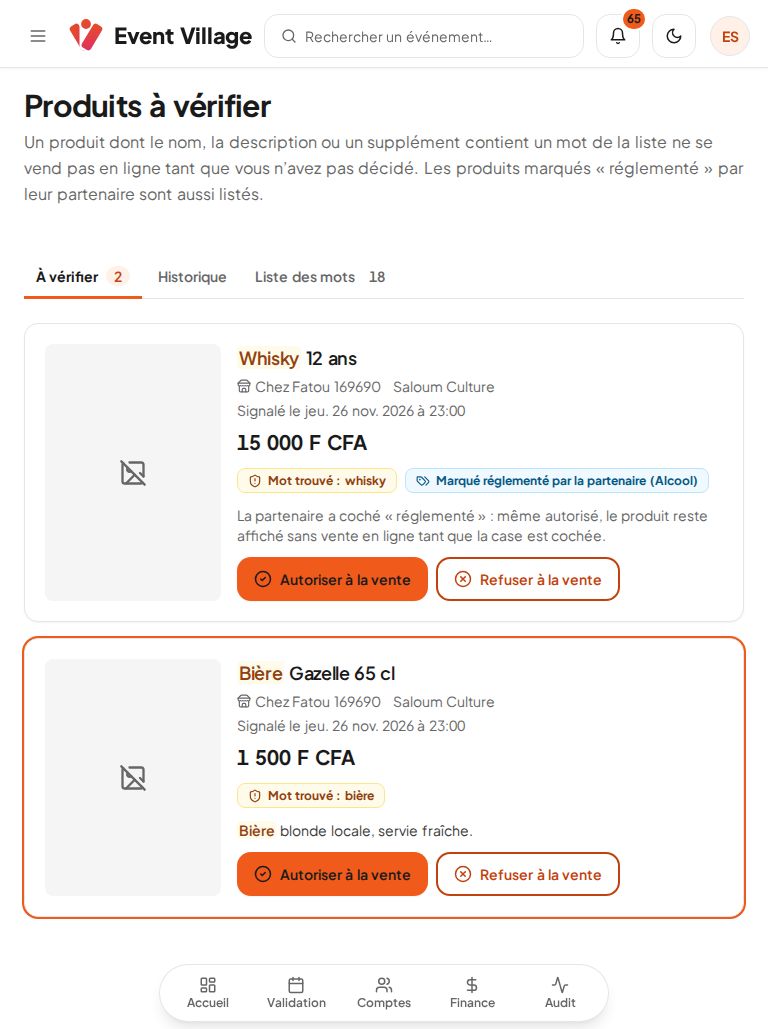 Event Village
Rechercher un événement...
65
ES
Produits à vérifier
Un produit dont le nom, la description ou un supplément contient un mot de la liste ne se
vend pas en ligne tant que vous n'avez pas décidé. Les produits marqués « réglementé » par
leur partenaire sont aussi listés.
À vérifier 2 Historique Liste des mots 18
Whisky 12 ans
Chez Fatou 169690 Saloum Culture
Signalé le jeu. 26 nov. 2026 à 23:00
15 000 F CFA
Mot trouvé : whisky Marqué réglementé par la partenaire (Alcool)
La partenaire a coché « réglementé » : même autorisé, le produit reste
affiché sans vente en ligne tant que la case est cochée.
Autoriser à la vente Refuser à la vente
Bière Gazelle 65 cl
Chez Fatou 169690 Saloum Culture
Signalé le jeu. 26 nov. 2026 à 23:00
1 500 F CFA
Mot trouvé : bière
Bière blonde locale, servie fraîche.
Autoriser à la vente Refuser à la vente
Accueil Validation Comptes Finance Audit